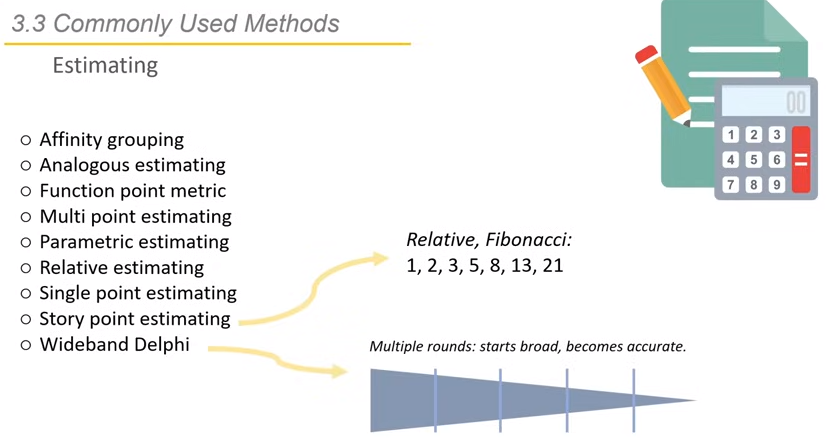 3.3 Commonly Used Methods
Estimating
00
1 2 3
4 5 6 =
7 8 9
Affinity grouping
Analogous estimating
Function point metric
Multi point estimating
Parametric estimating
Relative estimating
Single point estimating
Story point estimating
Wideband Delphi
Relative, Fibonacci:
1, 2, 3, 5, 8, 13, 21
Multiple rounds: starts broad, becomes accurate.